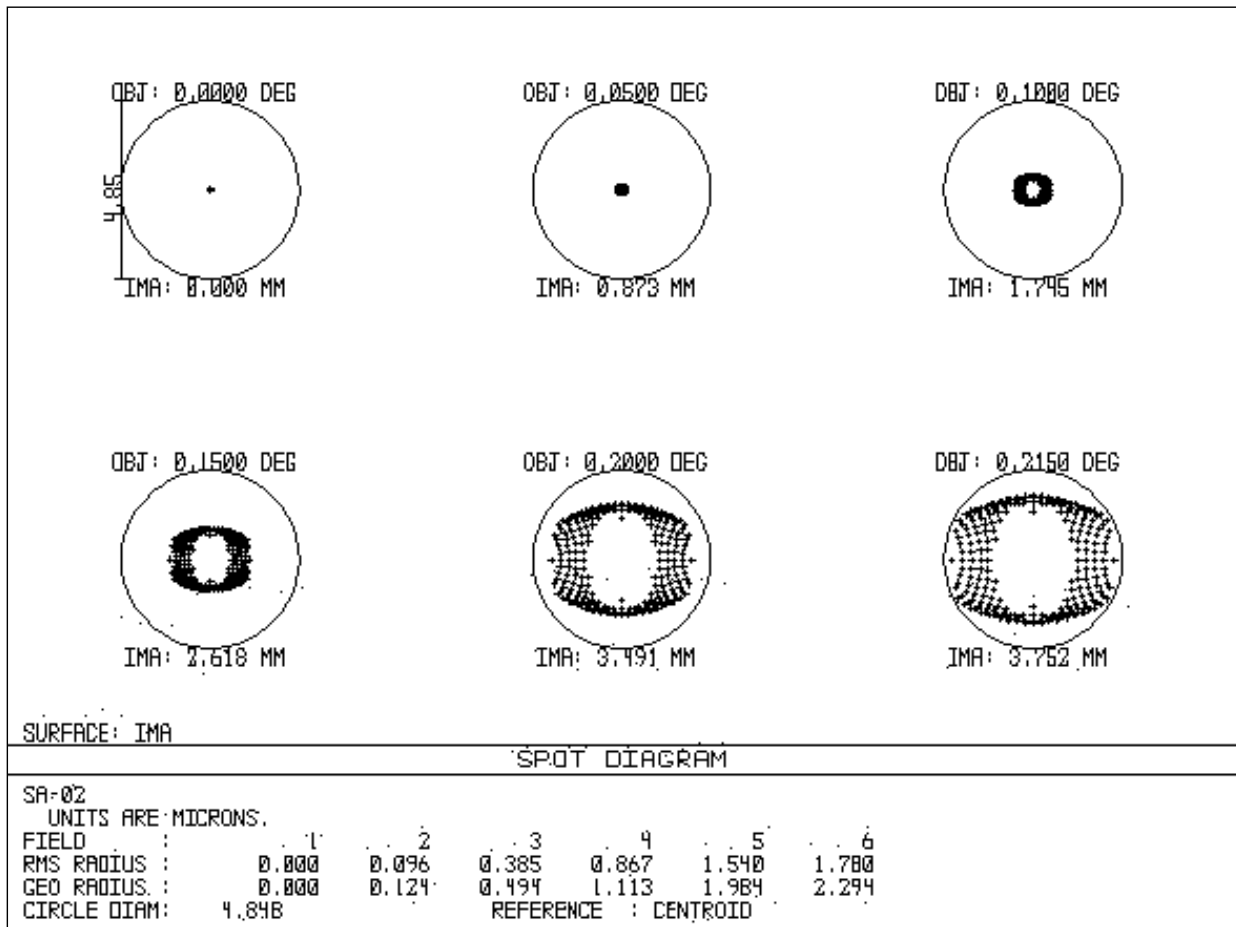 OBJ: 0.0000 DEG
OBJ: 0.0500 DEG
OBJ: 0.1000 DEG
4.85
IMA: 0.000 MM
IMA: 0.873 MM
IMA: 1.745 MM
OBJ: 0.1500 DEG
OBJ: 0.2000 DEG
OBJ: 0.2150 DEG
IMA: 2.618 MM
IMA: 3.491 MM
IMA: 3.752 MM
SURFACE: IMA
SPOT DIAGRAM
SA-02
UNITS ARE MICRONS.
FIELD : 1 2 3 4 5 6
RMS RADIUS : 0.000 0.096 0.385 0.867 1.540 1.780
GEO RADIUS : 0.000 0.124 0.494 1.113 1.984 2.294
CIRCLE DIAM: 4.848 REFERENCE : CENTROID